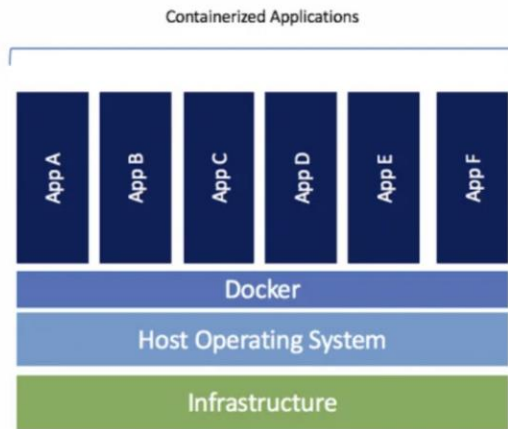 Containerized Applications
App A
App B
App C
App D
App E
App F
Docker
Host Operating System
Infrastructure